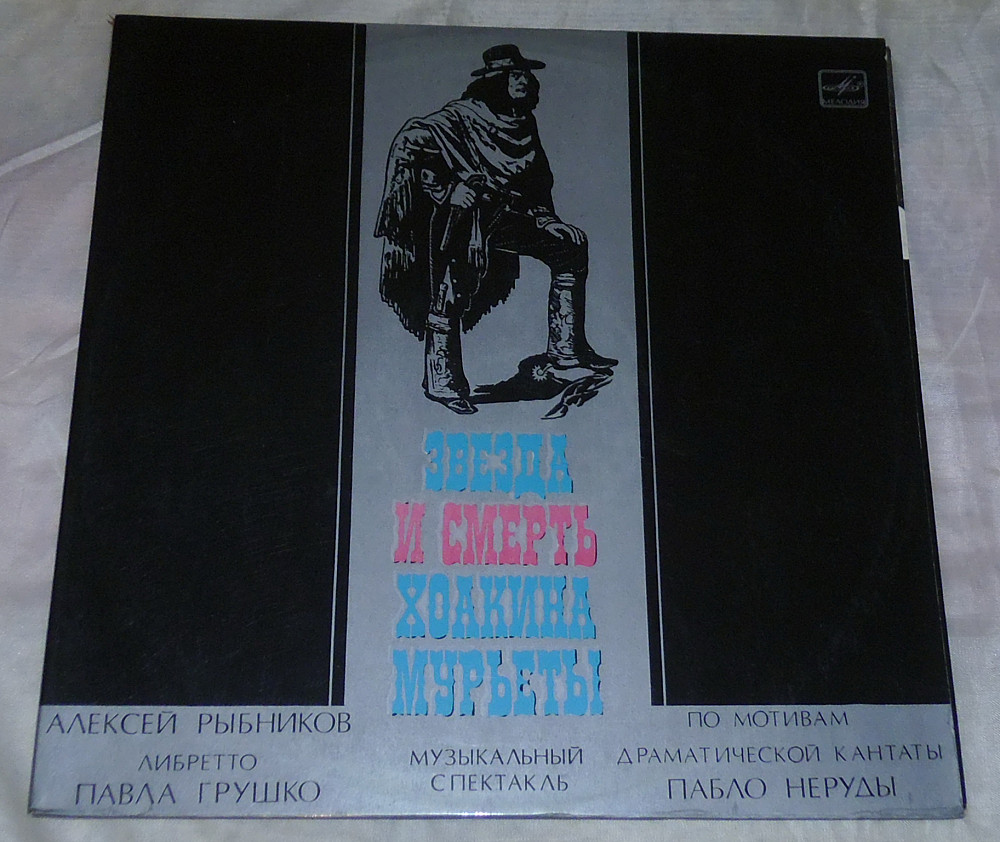 МЕЛОДИЯ
ЗВЕЗДА
И СМЕРТЬ
ХОАКИНА
МУРЬЕТЫ
АЛЕКСЕЙ РЫБНИКОВ
ЛИБРЕТТО
ПАВЛА ГРУШКО
МУЗЫКАЛЬНЫЙ
СПЕКТАКЛЬ
ПО МОТИВАМ
ДРАМАТИЧЕСКОЙ КАНТАТЫ
ПАБЛО НЕРУДЫ